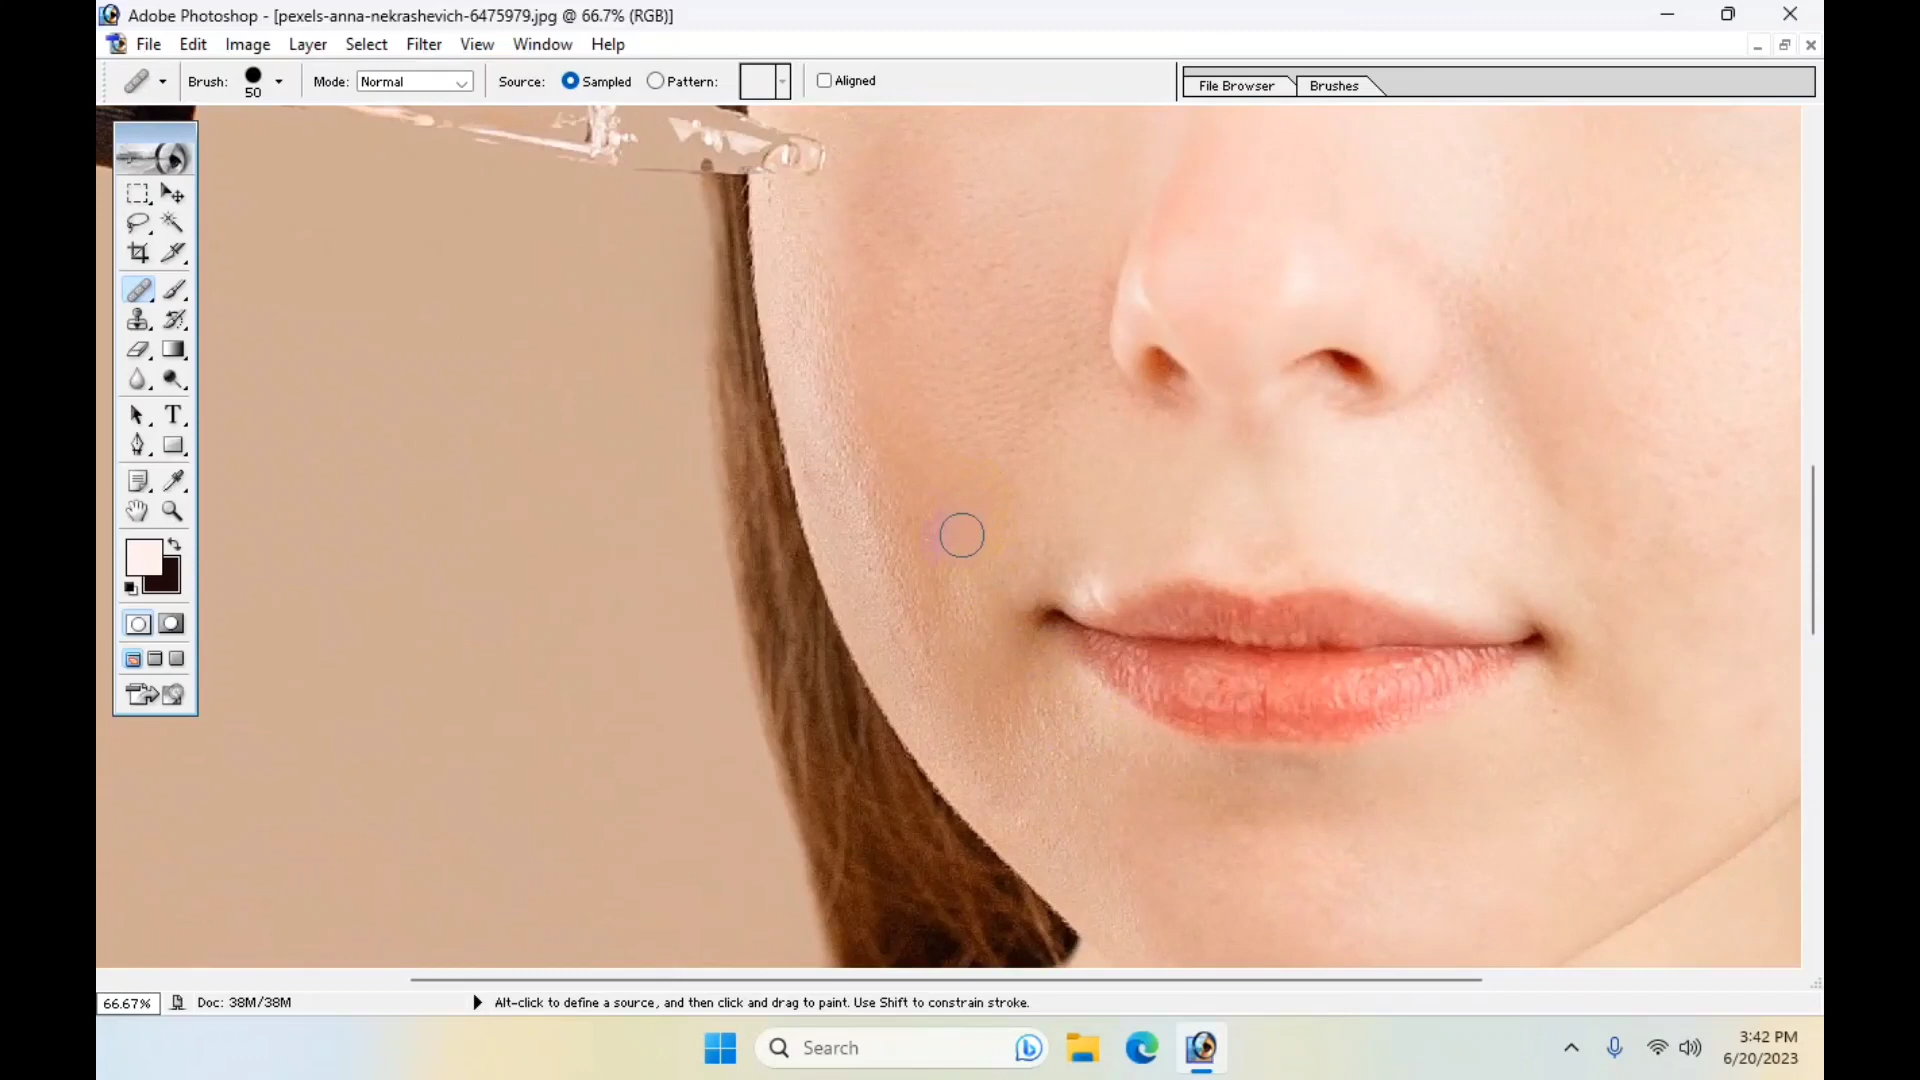 Adobe Photoshop - [pexels-anna-nekrashevich-6475979.jpg @ 66.7% (RGB)]
File Edit Image Layer Select Filter View Window Help
Brush: 50 Mode: Normal Source: Sampled Pattern: Aligned File Browser Brushes
T
66.67% Doc: 38M/38M Alt-click to define a source, and then click and drag to paint. Use Shift to constrain stroke.
Search
3:42 PM
6/20/2023